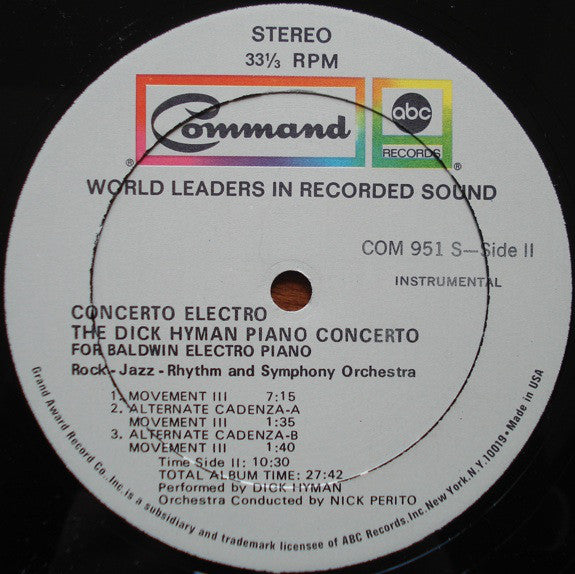 STEREO
33⅓ RPM
Command
®
abc
RECORDS
®
WORLD LEADERS IN RECORDED SOUND
COM 951 S—Side II
INSTRUMENTAL
CONCERTO ELECTRO
THE DICK HYMAN PIANO CONCERTO
FOR BALDWIN ELECTRO PIANO
Rock-Jazz-Rhythm and Symphony Orchestra
1. MOVEMENT III 7:15
2. ALTERNATE CADENZA-A
MOVEMENT III 1:35
3. ALTERNATE CADENZA-B
MOVEMENT III 1:40
Time Side II: 10:30
TOTAL ALBUM TIME: 27:42
Performed by DICK HYMAN
Orchestra Conducted by NICK PERITO
Grand Award Record Co., Inc. is a subsidiary and trademark licensee of ABC Records, Inc. New York, N.Y. 10019 • Made in USA